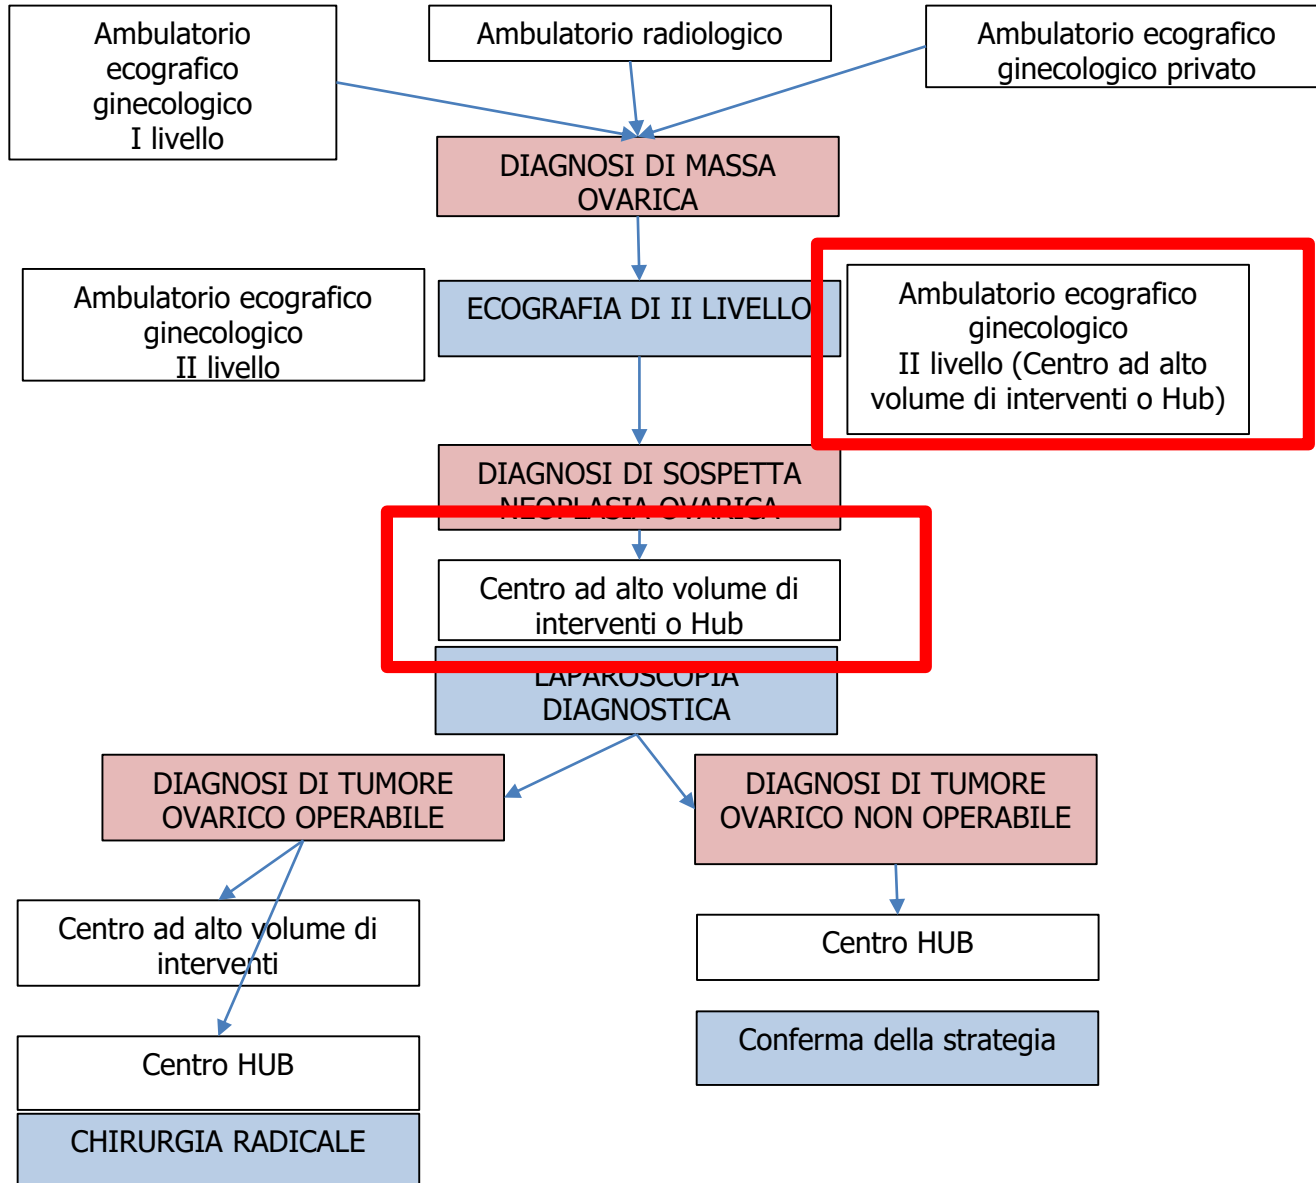 Ambulatorio
ecografico
ginecologico
I livello
Ambulatorio radiologico
Ambulatorio ecografico
ginecologico privato
DIAGNOSI DI MASSA
OVARICA
Ambulatorio ecografico
ginecologico
II livello
ECOGRAFIA DI II LIVELLO
Ambulatorio ecografico
ginecologico
II livello (Centro ad alto
volume di interventi o Hub)
DIAGNOSI DI SOSPETTA
NEOPLASIA OVARICA
Centro ad alto volume di
interventi o Hub
LAPAROSCOPIA
DIAGNOSTICA
DIAGNOSI DI TUMORE
OVARICO OPERABILE
DIAGNOSI DI TUMORE
OVARICO NON OPERABILE
Centro ad alto volume di
interventi
Centro HUB
Centro HUB
CHIRURGIA RADICALE
Conferma della strategia